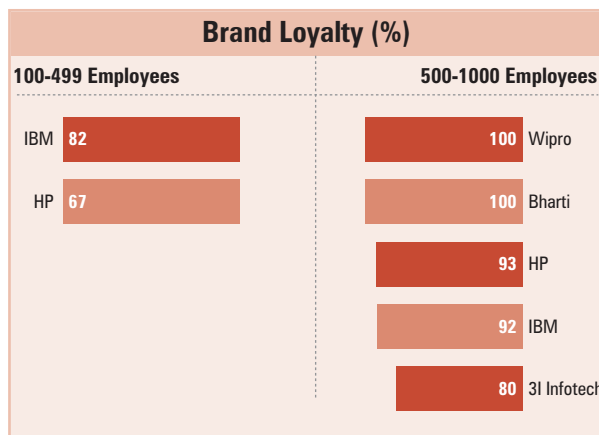 Brand Loyalty (%)
100-499 Employees
IBM 82
HP 67
500-1000 Employees
100 Wipro
100 Bharti
93 HP
92 IBM
80 3I Infotech